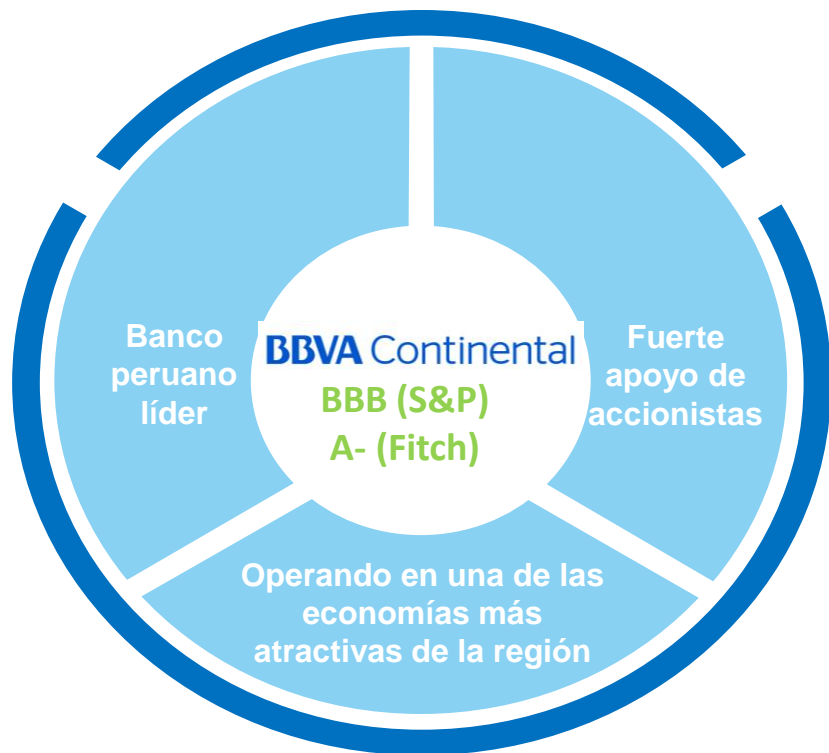 Banco
peruano
líder
BBVA Continental
BBB (S&P)
A- (Fitch)
Fuerte
apoyo de
accionistas
Operando en una de las
economías más
atractivas de la región